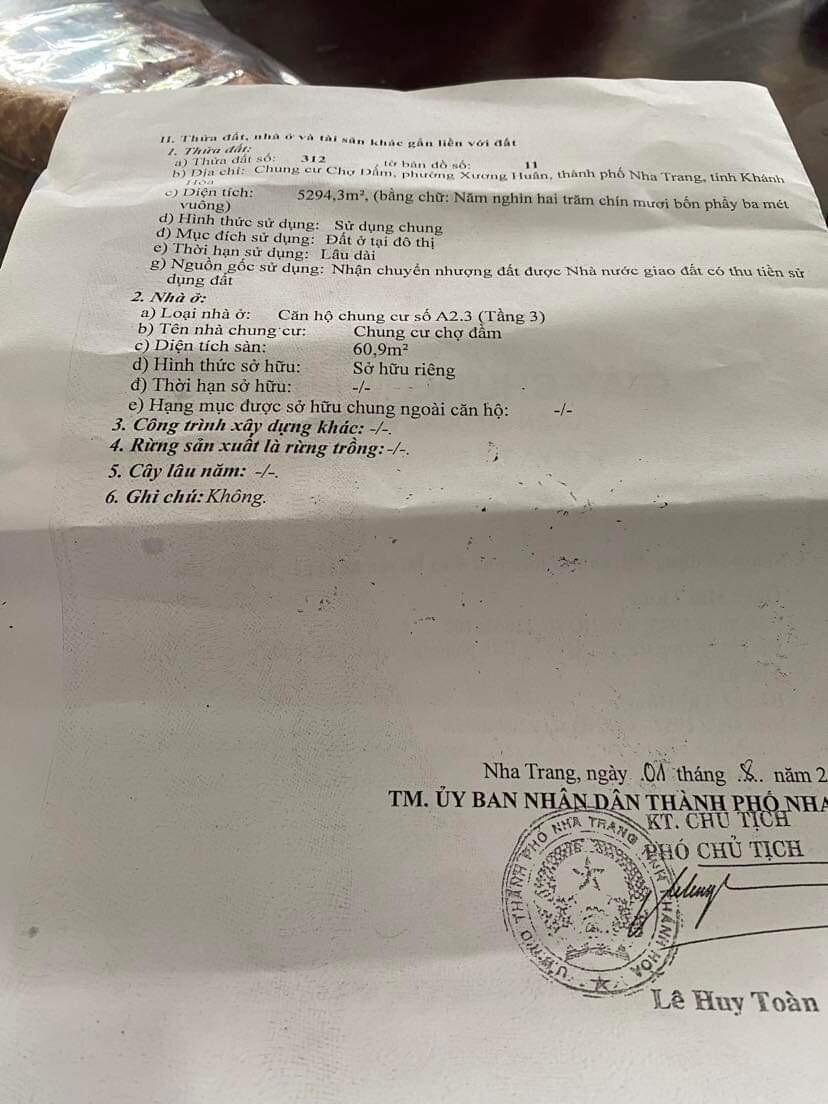 II. Thửa đất, nhà ở và tài sản khác gắn liền với đất
1. Thửa đất:
a) Thửa đất số: 312 tờ bản đồ số: 11
b) Địa chỉ: Chung cư Chợ Đầm, phường Xương Huân, thành phố Nha Trang, tỉnh Khánh
Hòa
c) Diện tích: 5294,3m², (bằng chữ: Năm nghìn hai trăm chín mươi bốn phẩy ba mét
vuông)
d) Hình thức sử dụng: Sử dụng chung
đ) Mục đích sử dụng: Đất ở tại đô thị
e) Thời hạn sử dụng: Lâu dài
g) Nguồn gốc sử dụng: Nhận chuyển nhượng đất được Nhà nước giao đất có thu tiền sử
dụng đất
2. Nhà ở:
a) Loại nhà ở: Căn hộ chung cư số A2.3 (Tầng 3)
b) Tên nhà chung cư: Chung cư chợ đầm
c) Diện tích sàn: 60,9m²
d) Hình thức sở hữu: Sở hữu riêng
đ) Thời hạn sở hữu: -/-
e) Hạng mục được sở hữu chung ngoài căn hộ: -/-
3. Công trình xây dựng khác: -/-.
4. Rừng sản xuất là rừng trồng: -/-.
5. Cây lâu năm: -/-.
6. Ghi chú: Không.
Nha Trang, ngày 01 tháng 8 năm 2
TM. ỦY BAN NHÂN DÂN THÀNH PHỐ NHA
KT. CHỦ TỊCH
PHÓ CHỦ TỊCH
U.B.N.D THÀNH PHỐ NHA TRANG TỈNH KHÁNH HÒA
Lê Huy Toàn